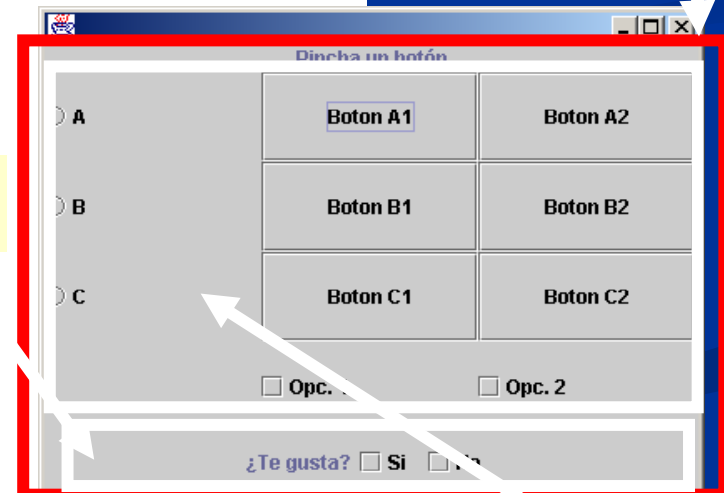 Pincha un botón
A Boton A1 Boton A2
B Boton B1 Boton B2
C Boton C1 Boton C2
Opc. Opc. 2
¿Te gusta? Si